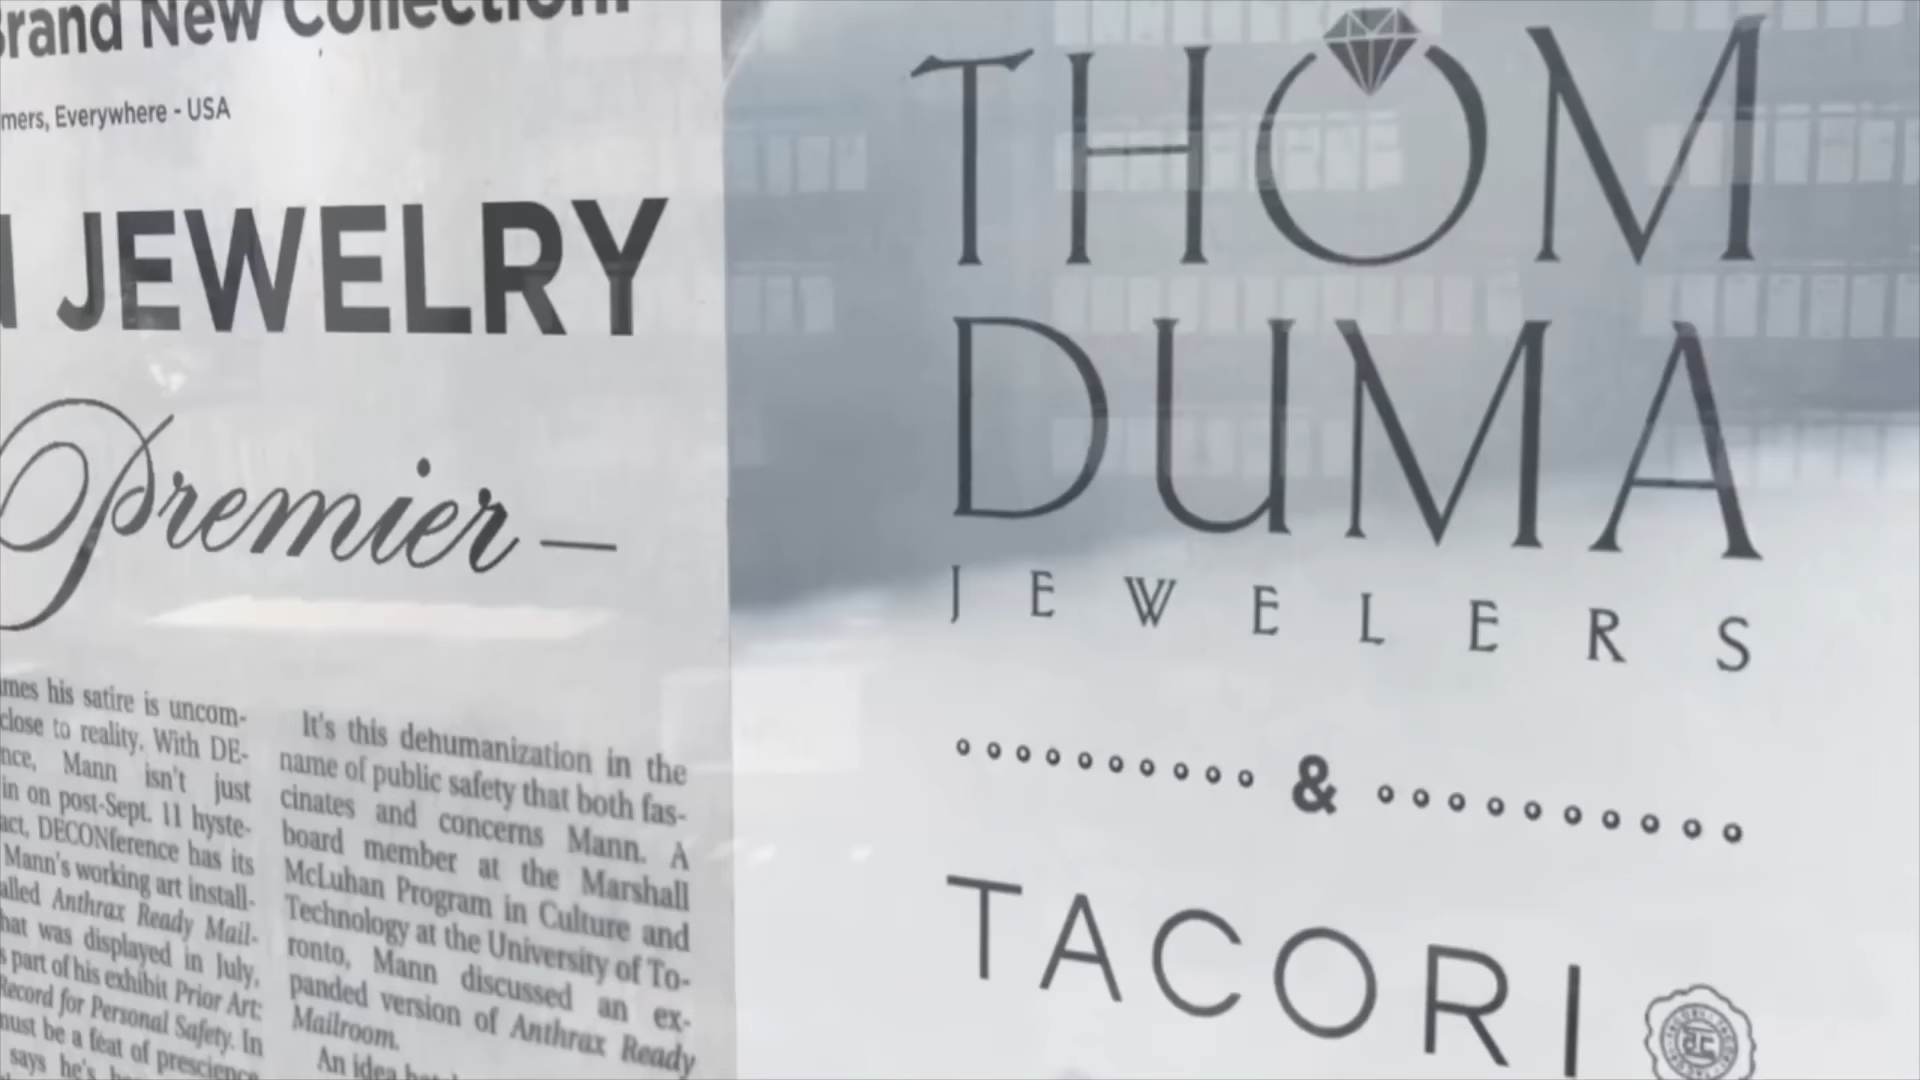 Brand New Collection!
mers, Everywhere - USA
JEWELRY
Premier —
mes his satire is uncom-
close to reality. With DE-
nce, Mann isn't just
in on post-Sept. 11 hyste-
act, DECONference has its
Mann's working art install-
alled Anthrax Ready Mail-
hat was displayed in July,
s part of his exhibit Prior Art:
Record for Personal Safety. In
must be a feat of prescience
says he's
It's this dehumanization in the
name of public safety that both fas-
cinates and concerns Mann. A
board member at the Marshall
McLuhan Program in Culture and
Technology at the University of To-
ronto, Mann discussed an ex-
panded version of Anthrax Ready
Mailroom.
An idea
THOM
DUMA
JEWELERS
&
TACORI